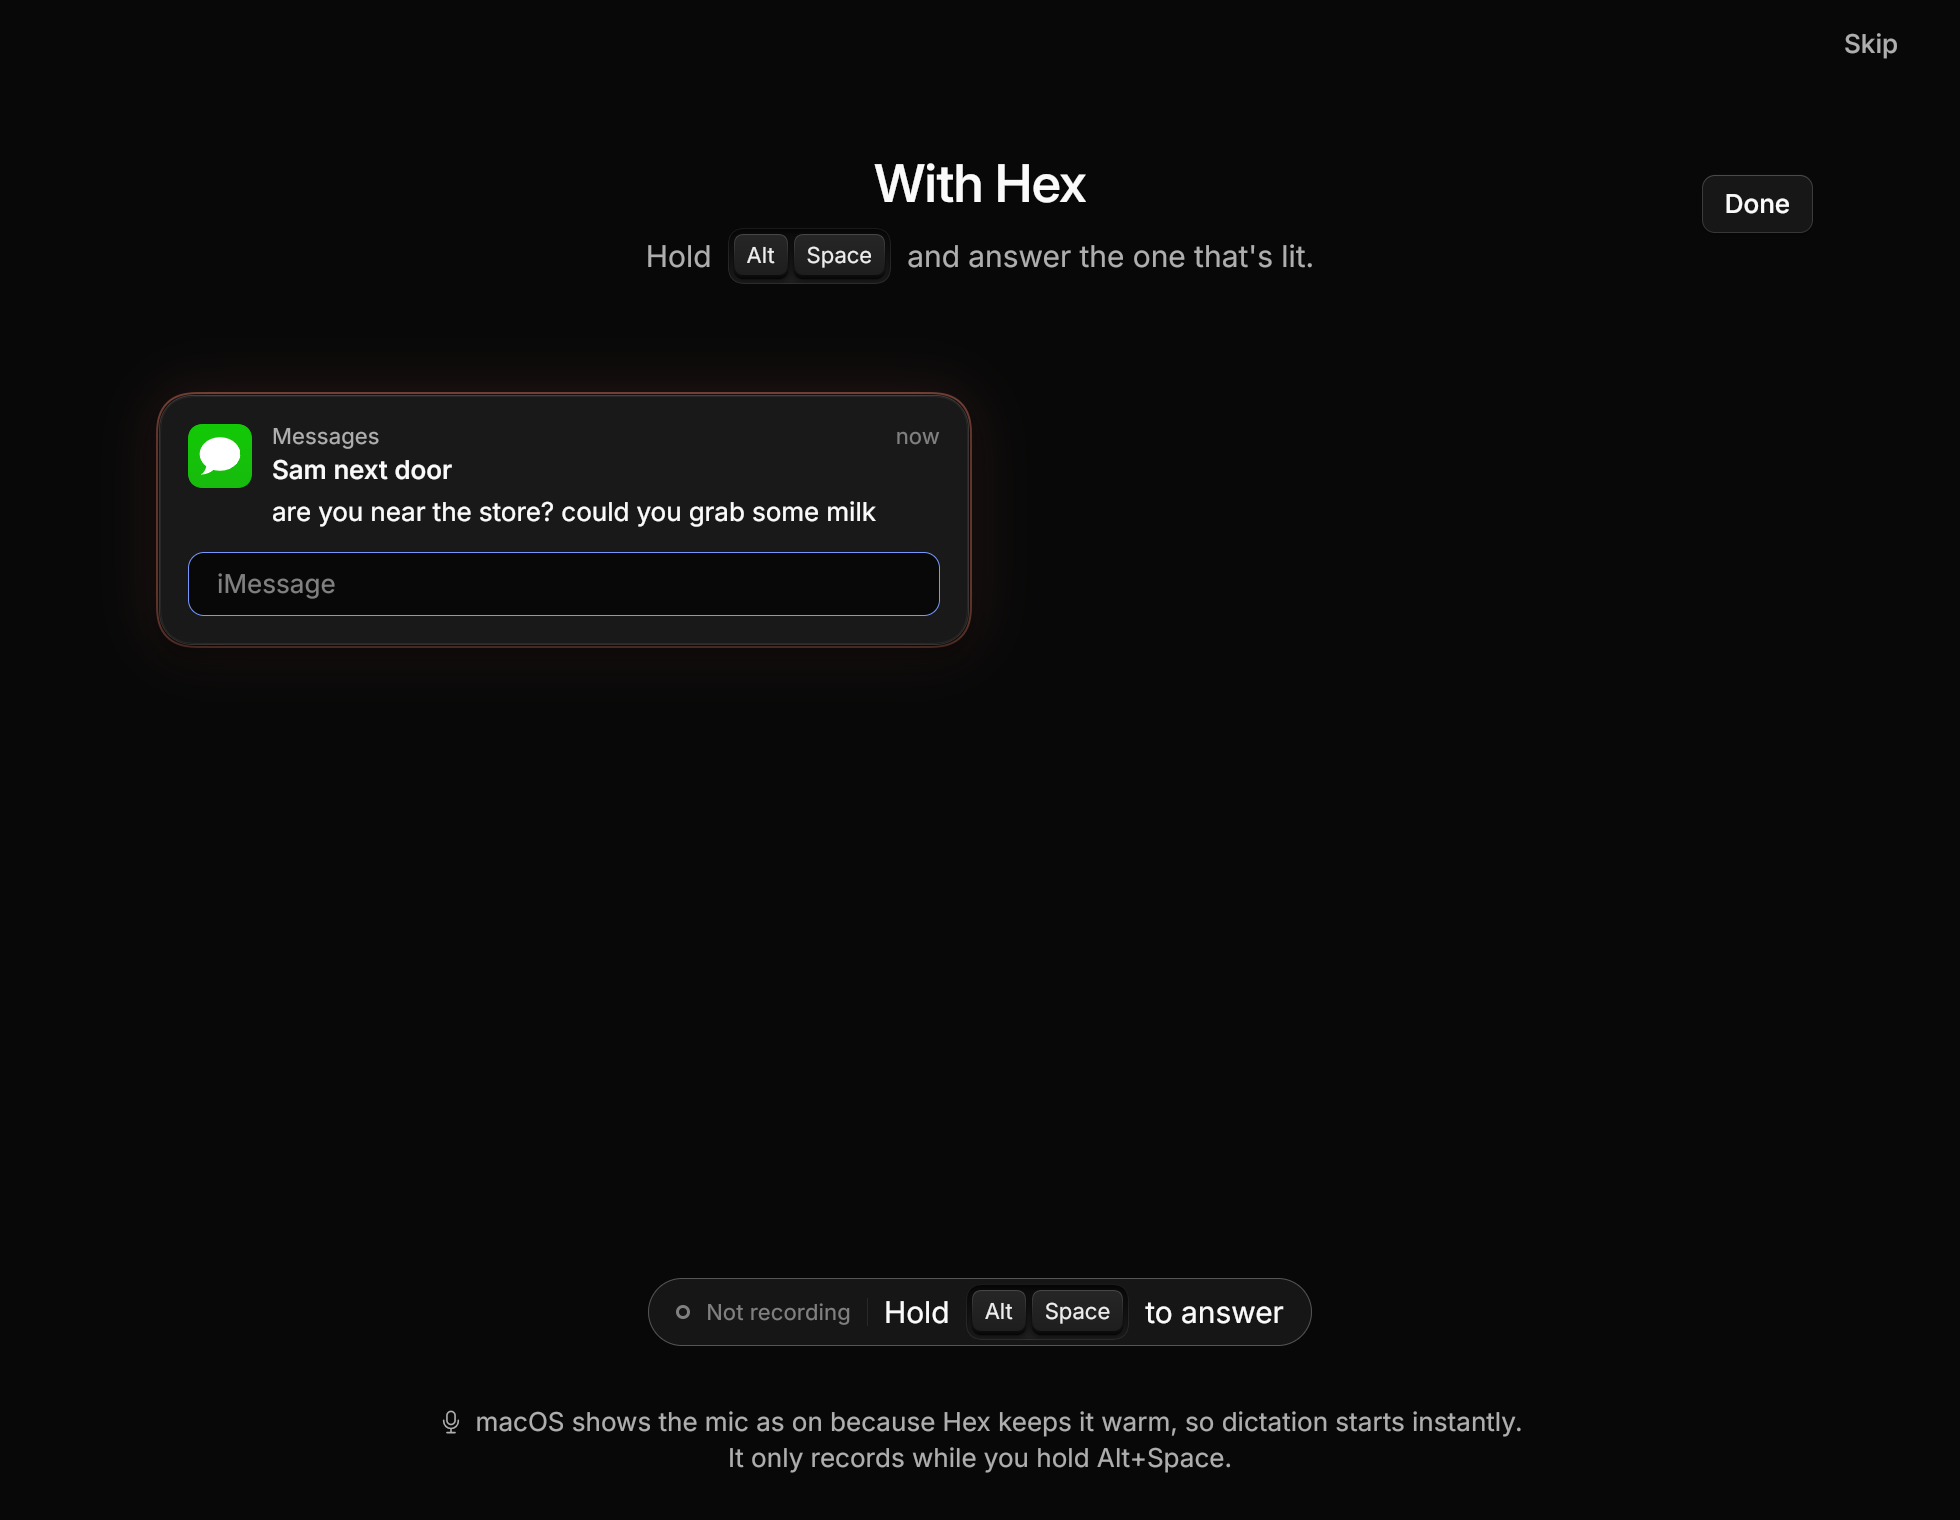 Skip
With Hex
Done
Hold Alt Space and answer the one that's lit.
Messages now
Sam next door
are you near the store? could you grab some milk
iMessage
Not recording Hold Alt Space to answer
macOS shows the mic as on because Hex keeps it warm, so dictation starts instantly.
It only records while you hold Alt+Space.